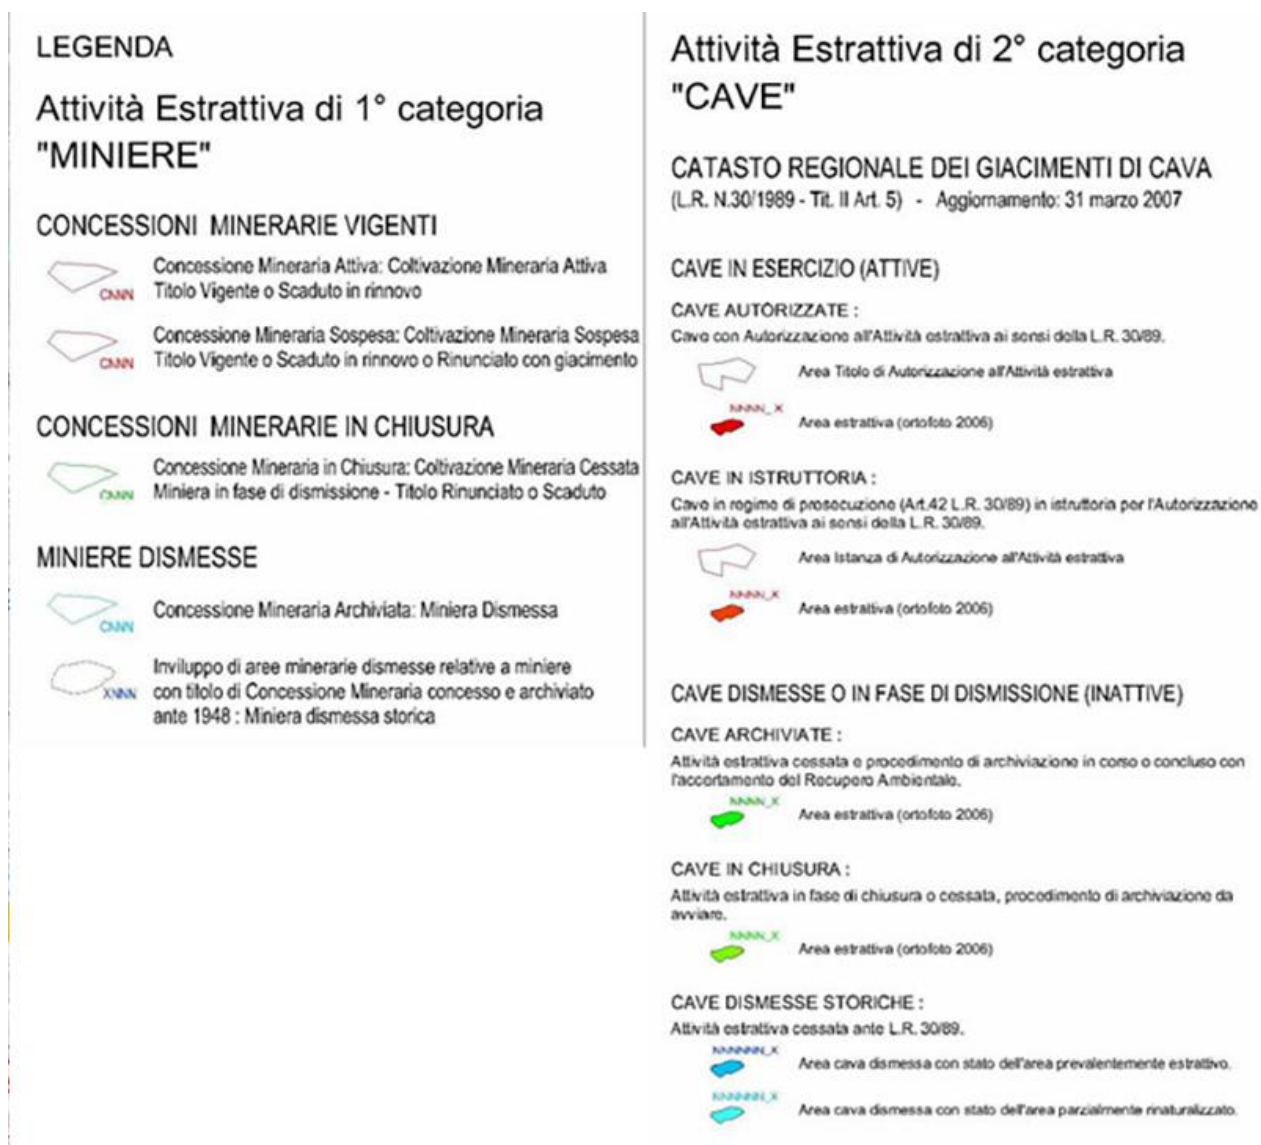 LEGENDA
Attività Estrattiva di 1° categoria
"MINIERE"
CONCESSIONI MINERARIE VIGENTI
Concessione Mineraria Attiva: Coltivazione Mineraria Attiva
CNNN Titolo Vigente o Scaduto in rinnovo
Concessione Mineraria Sospesa: Coltivazione Mineraria Sospesa
CNNN Titolo Vigente o Scaduto in rinnovo o Rinunciato con giacimento
CONCESSIONI MINERARIE IN CHIUSURA
Concessione Mineraria in Chiusura: Coltivazione Mineraria Cessata
CNNN Miniera in fase di dismissione - Titolo Rinunciato o Scaduto
MINIERE DISMESSE
Concessione Mineraria Archiviata: Miniera Dismessa
CNNN
Inviluppo di aree minerarie dismesse relative a miniere
XNNN con titolo di Concessione Mineraria concesso e archiviato
ante 1948 : Miniera dismessa storica
Attività Estrattiva di 2° categoria
"CAVE"
CATASTO REGIONALE DEI GIACIMENTI DI CAVA
(L.R. N.30/1989 - Tit. II Art. 5) - Aggiornamento: 31 marzo 2007
CAVE IN ESERCIZIO (ATTIVE)
CAVE AUTORIZZATE :
Cave con Autorizzazione all'Attività estrattiva ai sensi della L.R. 30/89.
Area Titolo di Autorizzazione all'Attività estrattiva
NNNN_X
Area estrattiva (ortofoto 2006)
CAVE IN ISTRUTTORIA :
Cave in regime di prosecuzione (Art.42 L.R. 30/89) in istruttoria per l'Autorizzazione
all'Attività estrattiva ai sensi della L.R. 30/89.
Area Istanza di Autorizzazione all'Attività estrattiva
NNNN_X
Area estrattiva (ortofoto 2006)
CAVE DISMESSE O IN FASE DI DISMISSIONE (INATTIVE)
CAVE ARCHIVIATE :
Attività estrattiva cessata e procedimento di archiviazione in corso o concluso con
l'accertamento del Recupero Ambientale.
NNNN_X
Area estrattiva (ortofoto 2006)
CAVE IN CHIUSURA :
Attività estrattiva in fase di chiusura o cessata, procedimento di archiviazione da
avviare.
NNNN_X
Area estrattiva (ortofoto 2006)
CAVE DISMESSE STORICHE :
Attività estrattiva cessata ante L.R. 30/89.
NNNNNN_X
Area cava dismessa con stato dell'area prevalentemente estrattivo.
NNNNNN_X
Area cava dismessa con stato dell'area parzialmente rinaturalizzato.